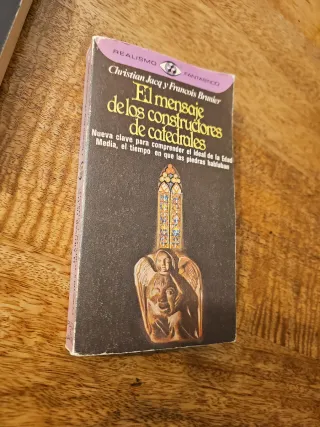 REALISMO FANTASTICO
Christian Jacq y François Brunier
El mensaje
de los constructores
de catedrales
Nueva clave para comprender el ideal de la Edad
Media, el tiempo en que las piedras hablaban